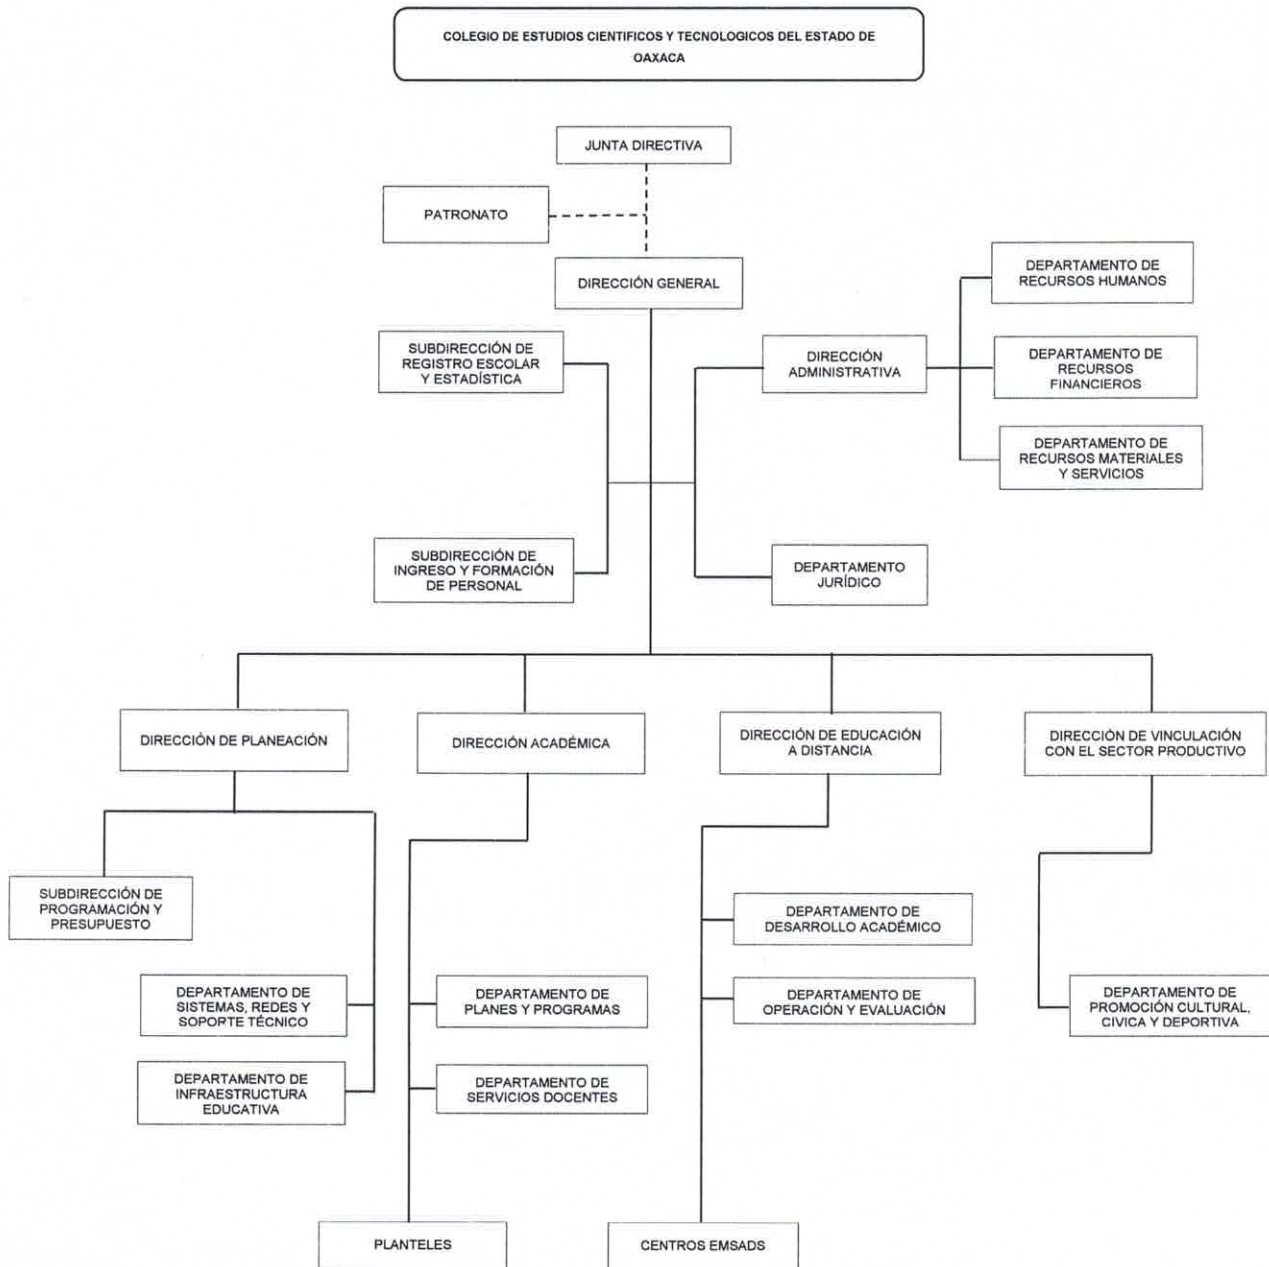 COLEGIO DE ESTUDIOS CIENTIFICOS Y TECNOLOGICOS DEL ESTADO DE
OAXACA
JUNTA DIRECTIVA
PATRONATO
DIRECCIÓN GENERAL
DEPARTAMENTO DE
RECURSOS HUMANOS
SUBDIRECCIÓN DE
REGISTRO ESCOLAR
Y ESTADÍSTICA
DIRECCIÓN
ADMINISTRATIVA
DEPARTAMENTO DE
RECURSOS
FINANCIEROS
DEPARTAMENTO DE
RECURSOS MATERIALES
Y SERVICIOS
SUBDIRECCIÓN DE
INGRESO Y FORMACIÓN
DE PERSONAL
DEPARTAMENTO
JURÍDICO
DIRECCIÓN DE PLANEACIÓN
DIRECCIÓN ACADÉMICA
DIRECCIÓN DE EDUCACIÓN
A DISTANCIA
DIRECCIÓN DE VINCULACIÓN
CON EL SECTOR PRODUCTIVO
SUBDIRECCIÓN DE
PROGRAMACIÓN Y
PRESUPUESTO
DEPARTAMENTO DE
DESARROLLO ACADÉMICO
DEPARTAMENTO DE
SISTEMAS, REDES Y
SOPORTE TÉCNICO
DEPARTAMENTO DE
PLANES Y PROGRAMAS
DEPARTAMENTO DE
OPERACIÓN Y EVALUACIÓN
DEPARTAMENTO DE
PROMOCIÓN CULTURAL,
CIVICA Y DEPORTIVA
DEPARTAMENTO DE
INFRAESTRUCTURA
EDUCATIVA
DEPARTAMENTO DE
SERVICIOS DOCENTES
PLANTELES
CENTROS EMSADS